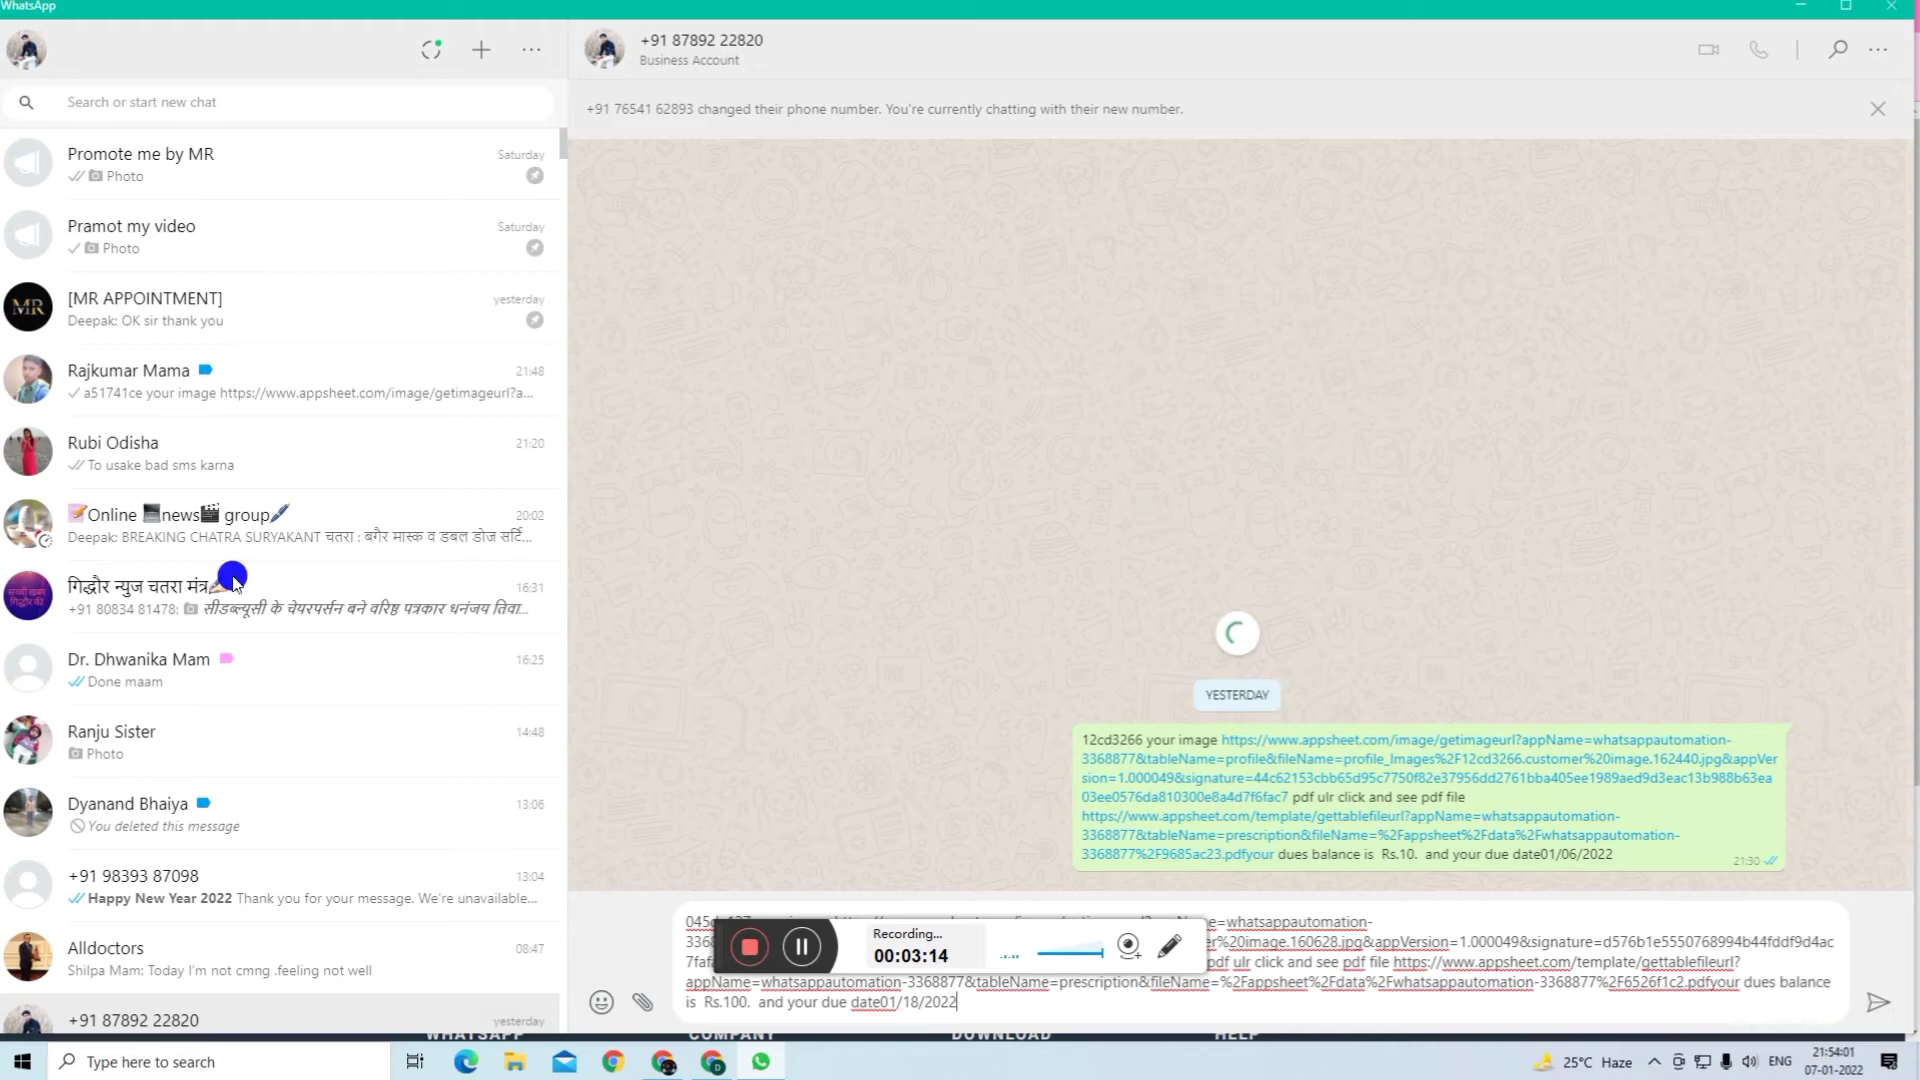 WhatsApp
Search or start new chat
Promote me by MR
Saturday
Photo
Pramot my video
Saturday
Photo
MR
[MR APPOINTMENT]
yesterday
Deepak: OK sir thank you
Rajkumar Mama
21:48
a51741ce your image https://www.appsheet.com/image/getimageurl?a...
Rubi Odisha
21:20
To usake bad sms karna
Online news group
20:02
Deepak: BREAKING CHATRA SURYAKANT चतरा : बगैर मास्क व डबल डोज सर्टि...
गिद्धौर न्युज चतरा मंत्र
16:31
+91 80834 81478: सीडब्ल्यूसी के चेयरपर्सन बने वरिष्ठ पत्रकार धनंजय तिवा...
Dr. Dhwanika Mam
16:25
Done maam
Ranju Sister
14:48
Photo
Dyanand Bhaiya
13:06
You deleted this message
+91 98393 87098
13:04
Happy New Year 2022 Thank you for your message. We're unavailable...
Alldoctors
08:47
Shilpa Mam: Today I'm not cmng .feeling not well
+91 87892 22820
yesterday
+91 87892 22820
Business Account
+91 76541 62893 changed their phone number. You're currently chatting with their new number.
YESTERDAY
12cd3266 your image https://www.appsheet.com/image/getimageurl?appName=whatsappautomation-
3368877&tableName=profile&fileName=profile_Images%2F12cd3266.customer%20image.162440.jpg&appVer
sion=1.000049&signature=44c62153cbb65d95c7750f82e37956dd2761bba405ee1989aed9d3eac13b988b63ea
03ee0576da810300e8a4d7f6fac7 pdf ulr click and see pdf file
https://www.appsheet.com/template/gettablefileurl?appName=whatsappautomation-
3368877&tableName=prescription&fileName=%2Fappsheet%2Fdata%2Fwhatsappautomation-
3368877%2F9685ac23.pdfyour dues balance is Rs.10. and your due date01/06/2022
21:30
=whatsappautomation-
r%20image.160628.jpg&appVersion=1.000049&signature=d576b1e5550768994b44fddf9d4ac
pdf ulr click and see pdf file https://www.appsheet.com/template/gettablefileurl?
appName=whatsappautomation-3368877&tableName=prescription&fileName=%2Fappsheet%2Fdata%2Fwhatsappautomation-3368877%2F6526f1c2.pdfyour dues balance
is Rs.100. and your due date01/18/2022
Recording...
00:03:14
WHATSAPP
COMPANY
DOWNLOAD
HELP
Type here to search
25°C Haze
ENG
21:54:01
07-01-2022